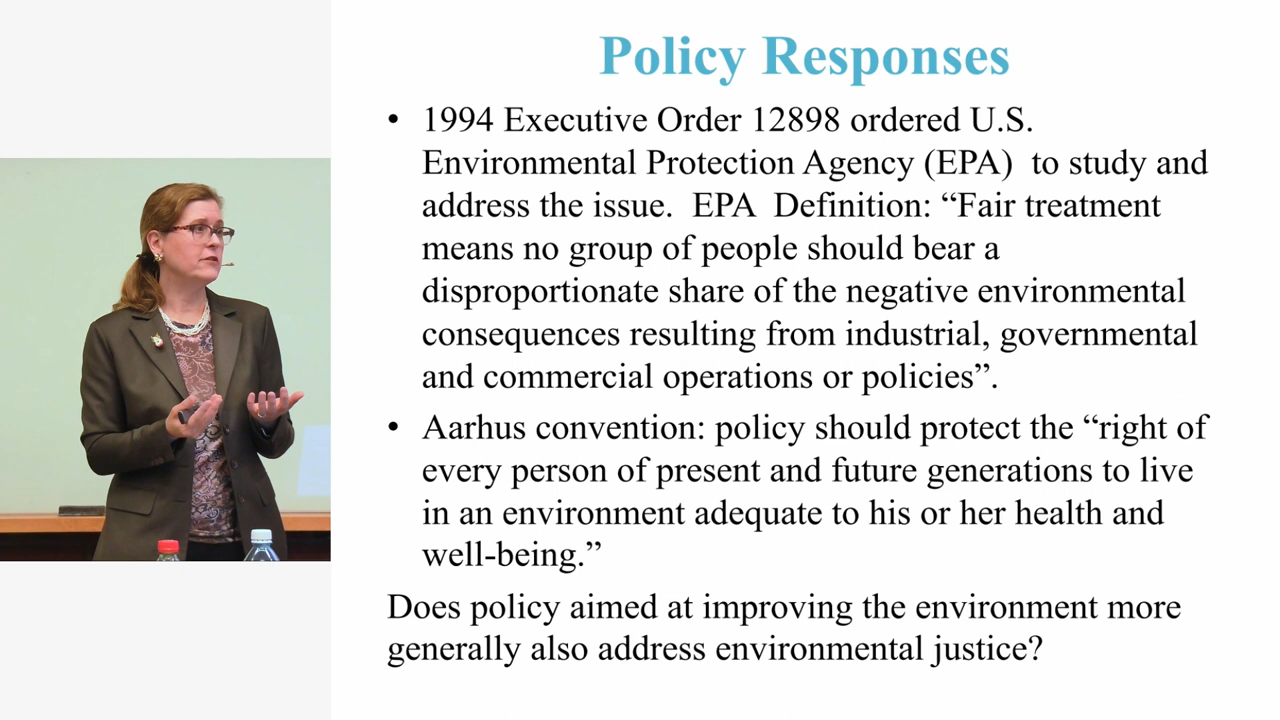 Policy Responses
• 1994 Executive Order 12898 ordered U.S.
Environmental Protection Agency (EPA)  to study and
address the issue.  EPA  Definition: “Fair treatment
means no group of people should bear a
disproportionate share of the negative environmental
consequences resulting from industrial, governmental
and commercial operations or policies”.
• Aarhus convention: policy should protect the “right of
every person of present and future generations to live
in an environment adequate to his or her health and
well-being.”
Does policy aimed at improving the environment more
generally also address environmental justice?